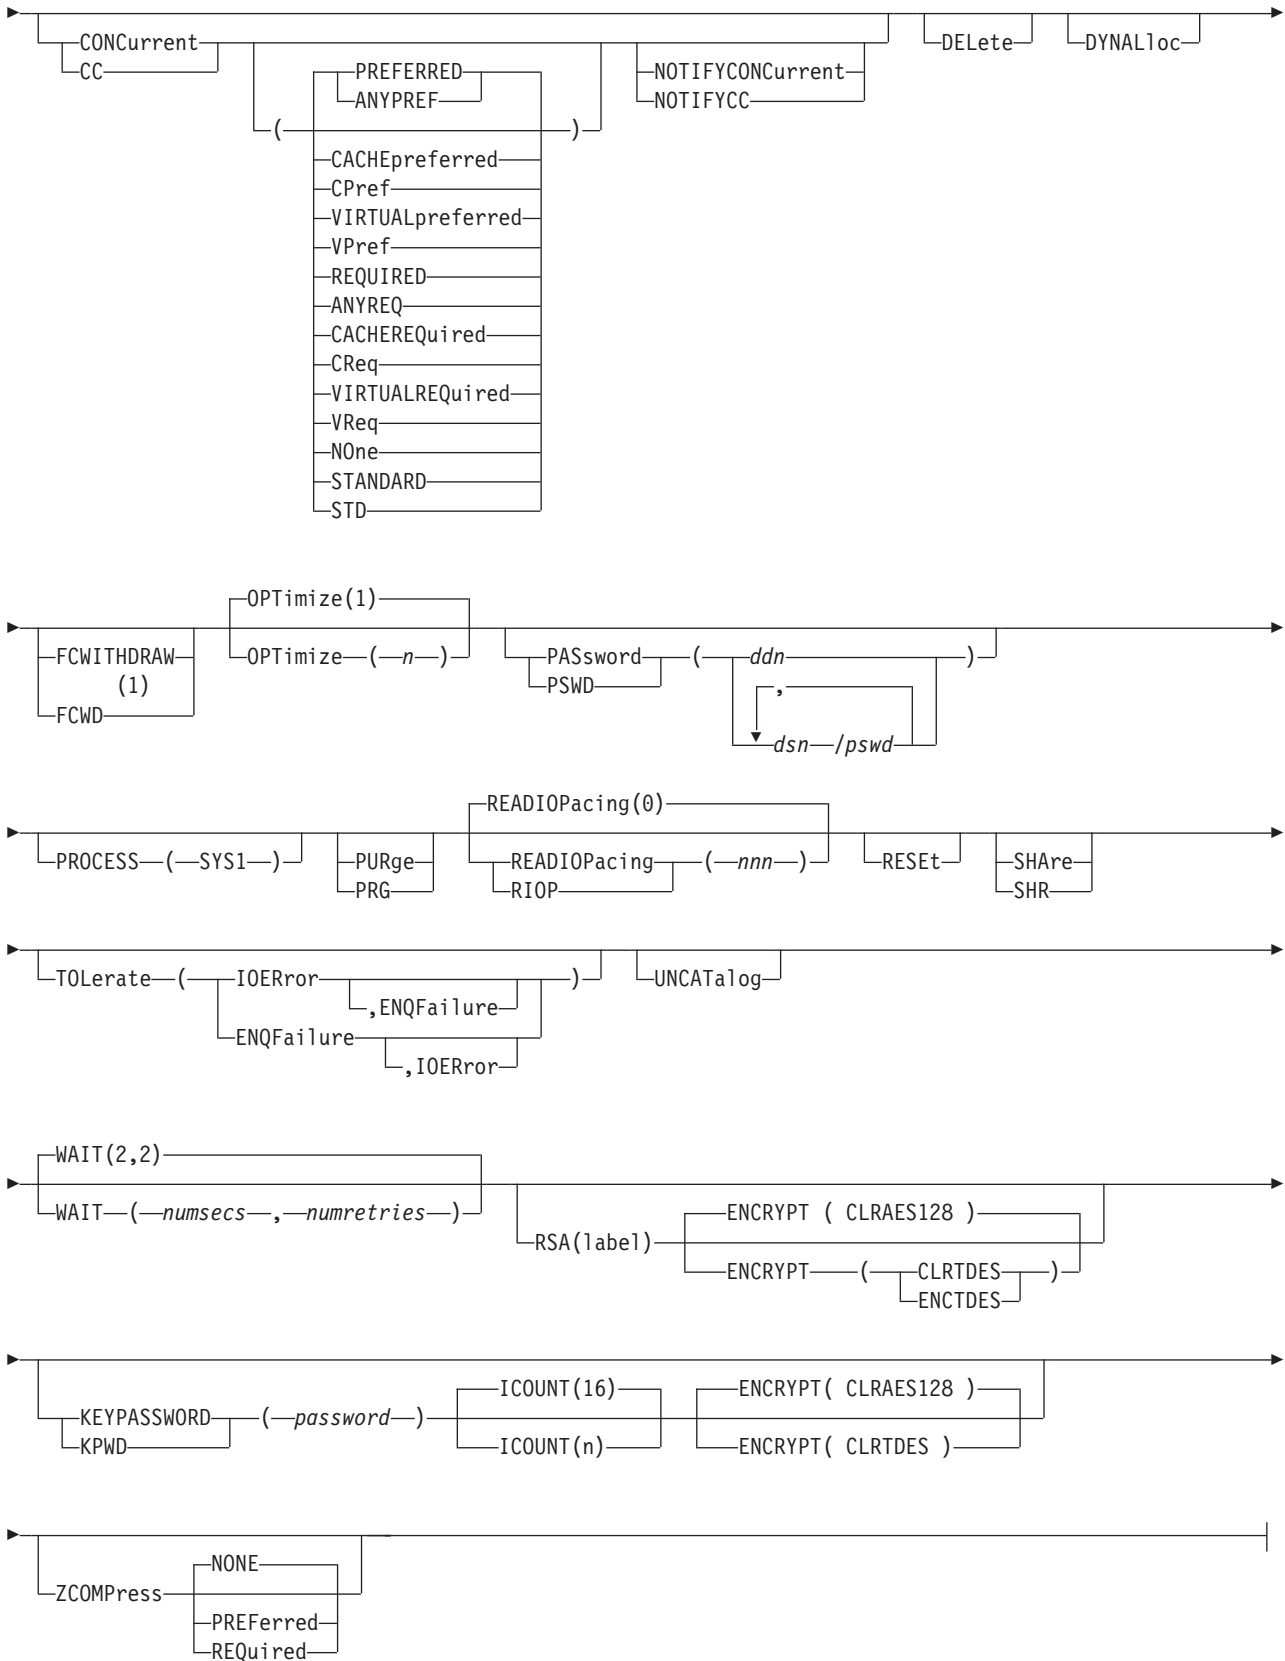 CONCurrent
CC
DELete
DYNALloc
PREFERRED
ANYPREF
NOTIFYCONCurrent
NOTIFYCC
( )
CACHEpreferred
CPref
VIRTUALpreferred
VPref
REQUIRED
ANYREQ
CACHEREQuired
CReq
VIRTUALREQuired
VReq
NOne
STANDARD
STD
OPTimize(1)
FCWITHDRAW
(1)
FCWD
OPTimize ( n )
PASsword
PSWD
( ddn )
,
dsn /pswd
READIOPacing(0)
PROCESS ( SYS1 )
PURge
PRG
READIOPacing
RIOP
( nnn )
RESEt
SHAre
SHR
TOLerate ( IOERror )
,ENQFailure
ENQFailure
,IOERror
UNCATalog
WAIT(2,2)
WAIT ( numsecs , numretries )
RSA(label)
ENCRYPT ( CLRAES128 )
ENCRYPT ( CLRTDES )
ENCTDES
KEYPASSWORD
KPWD
( password )
ICOUNT(16)
ICOUNT(n)
ENCRYPT( CLRAES128 )
ENCRYPT( CLRTDES )
ZCOMPress
NONE
PREFerred
REQuired